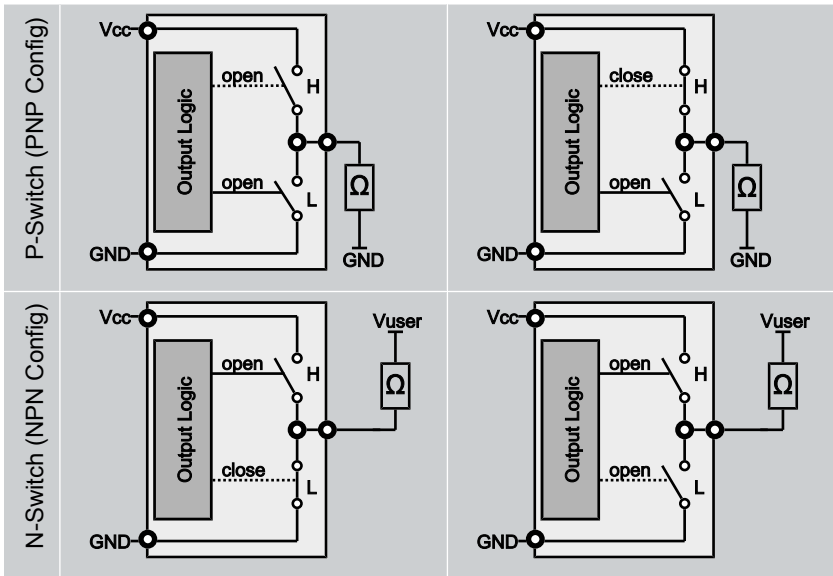 P-Switch (PNP Config)
Vcc
Output Logic
open
H
open
L
Ω
GND
GND
Vcc
Output Logic
close
H
open
L
Ω
GND
GND
N-Switch (NPN Config)
Vcc
Vuser
Output Logic
open
H
Ω
close
L
GND
Vcc
Vuser
Output Logic
open
H
Ω
open
L
GND